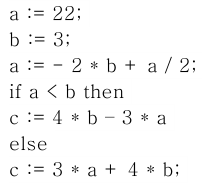 a := 22;
b := 3;
a := - 2 * b + a / 2;
if a < b then
c := 4 * b - 3 * a
else
c := 3 * a + 4 * b;